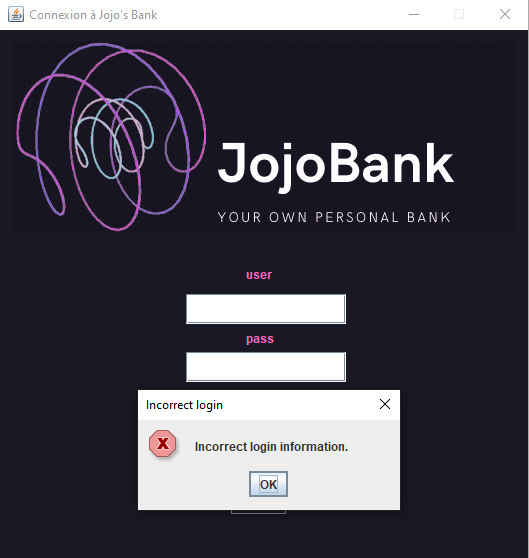 Connexion à Jojo's Bank
JojoBank
YOUR OWN PERSONAL BANK
user
pass
Incorrect login
Incorrect login information.
OK